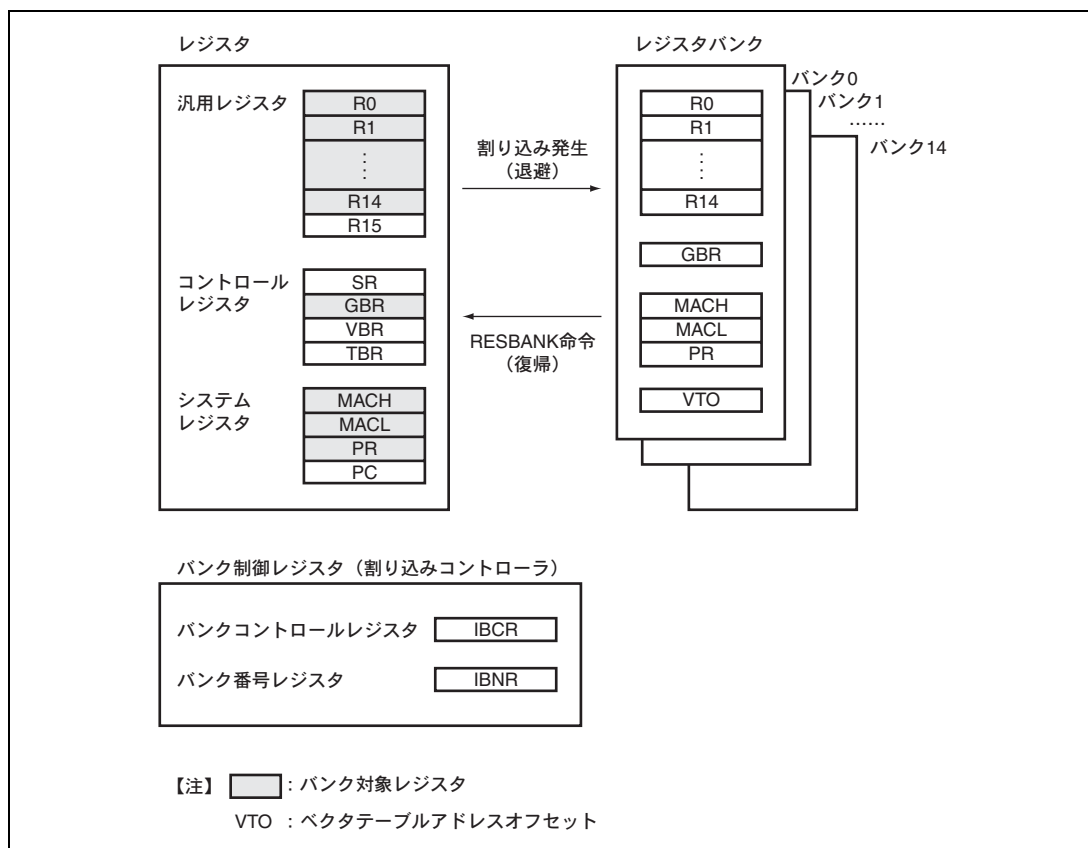 レジスタ
汎用レジスタ
R0
R1
⋮
R14
R15
コントロール
レジスタ
SR
GBR
VBR
TBR
システム
レジスタ
MACH
MACL
PR
PC
割り込み発生
（退避）
RESBANK命令
（復帰）
レジスタバンク
バンク0
バンク1
……
バンク14
R0
R1
⋮
R14
GBR
MACH
MACL
PR
VTO
バンク制御レジスタ（割り込みコントローラ）
バンクコントロールレジスタ IBCR
バンク番号レジスタ IBNR
【注】 ：バンク対象レジスタ
VTO ：ベクタテーブルアドレスオフセット